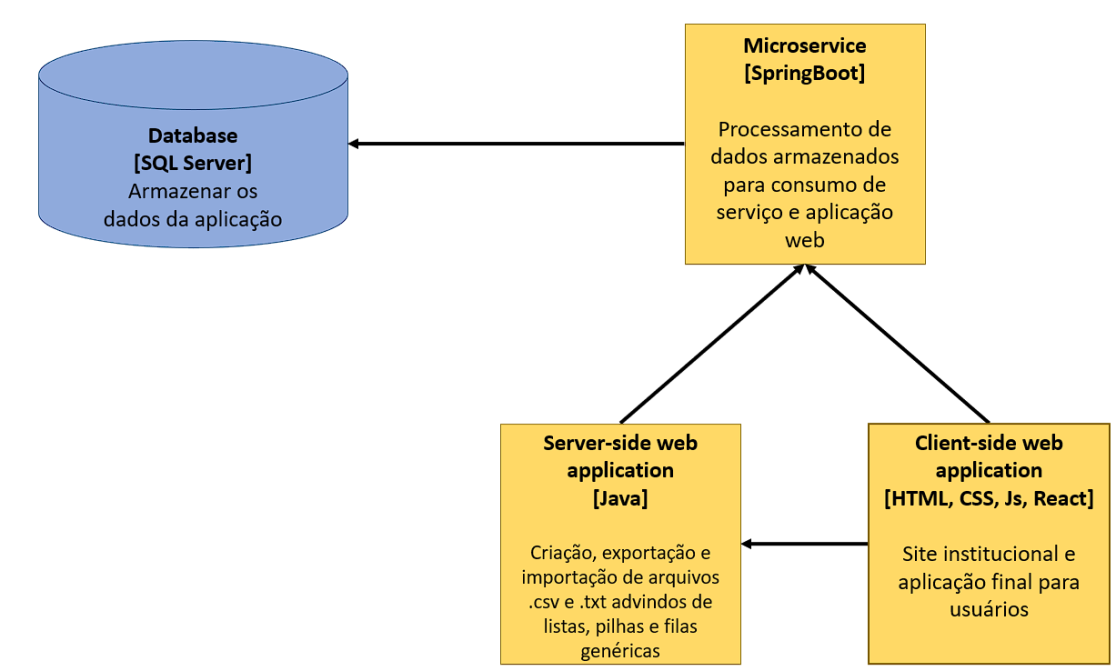 Database
[SQL Server]
Armazenar os
dados da aplicação
Microservice
[SpringBoot]
Processamento de
dados armazenados
para consumo de
serviço e aplicação
web
Server-side web
application
[Java]
Criação, exportação e
importação de arquivos
.csv e .txt advindos de
listas, pilhas e filas
genéricas
Client-side web
application
[HTML, CSS, Js, React]
Site institucional e
aplicação final para
usuários